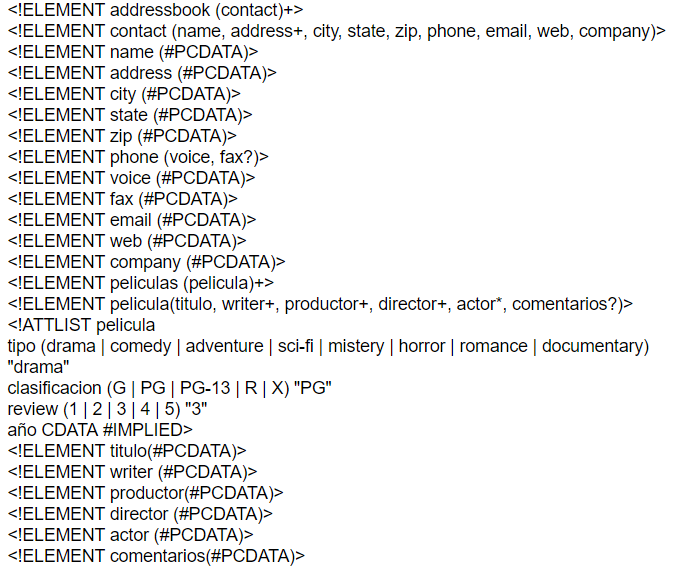 <!ELEMENT addressbook (contact)+>
<!ELEMENT contact (name, address+, city, state, zip, phone, email, web, company)>
<!ELEMENT name (#PCDATA)>
<!ELEMENT address (#PCDATA)>
<!ELEMENT city (#PCDATA)>
<!ELEMENT state (#PCDATA)>
<!ELEMENT zip (#PCDATA)>
<!ELEMENT phone (voice, fax?)>
<!ELEMENT voice (#PCDATA)>
<!ELEMENT fax (#PCDATA)>
<!ELEMENT email (#PCDATA)>
<!ELEMENT web (#PCDATA)>
<!ELEMENT company (#PCDATA)>
<!ELEMENT peliculas (pelicula)+>
<!ELEMENT pelicula(titulo, writer+, productor+, director+, actor*, comentarios?)>
<!ATTLIST pelicula
tipo (drama | comedy | adventure | sci-fi | mistery | horror | romance | documentary)
"drama"
clasificacion (G | PG | PG-13 | R | X) "PG"
review (1 | 2 | 3 | 4 | 5) "3"
año CDATA #IMPLIED>
<!ELEMENT titulo(#PCDATA)>
<!ELEMENT writer (#PCDATA)>
<!ELEMENT productor(#PCDATA)>
<!ELEMENT director (#PCDATA)>
<!ELEMENT actor (#PCDATA)>
<!ELEMENT comentarios(#PCDATA)>